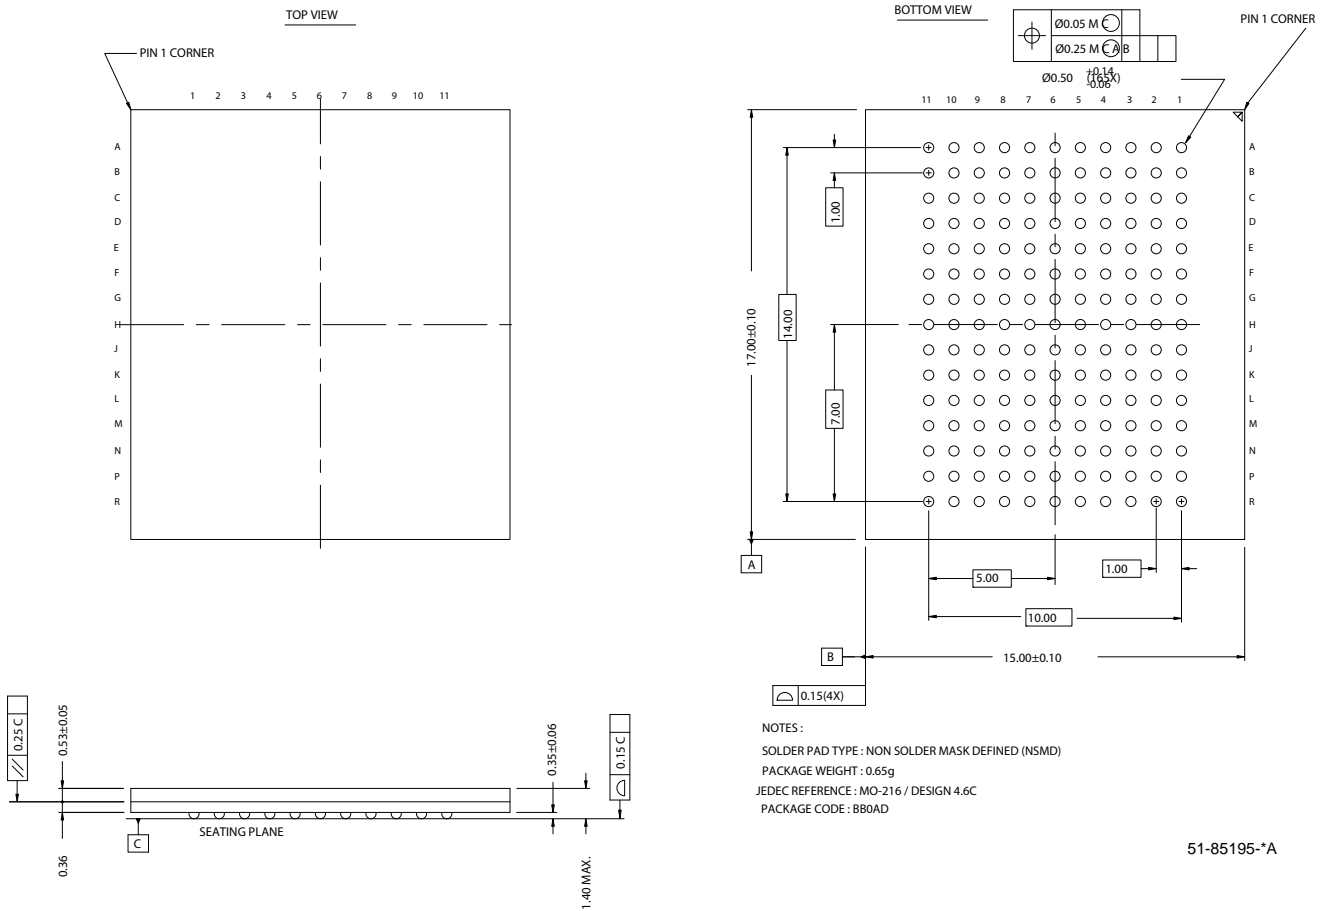 TOP VIEW
PIN 1 CORNER
1 2 3 4 5 6 7 8 9 10 11
A
B
C
D
E
F
G
H
J
K
L
M
N
P
R
BOTTOM VIEW
PIN 1 CORNER
Ø0.05 M C
Ø0.25 M C A B
Ø0.50 +0.14 -0.06 (165X)
11 10 9 8 7 6 5 4 3 2 1
A
B
C
D
E
F
G
H
J
K
L
M
N
P
R
1.00
14.00
7.00
17.00±0.10
A
5.00
1.00
10.00
B
15.00±0.10
0.15(4X)
0.25 C
0.53±0.05
0.36
C
SEATING PLANE
0.35±0.06
0.15 C
1.40 MAX.
NOTES :
SOLDER PAD TYPE : NON SOLDER MASK DEFINED (NSMD)
PACKAGE WEIGHT : 0.65g
JEDEC REFERENCE : MO-216 / DESIGN 4.6C
PACKAGE CODE : BB0AD
51-85195-*A